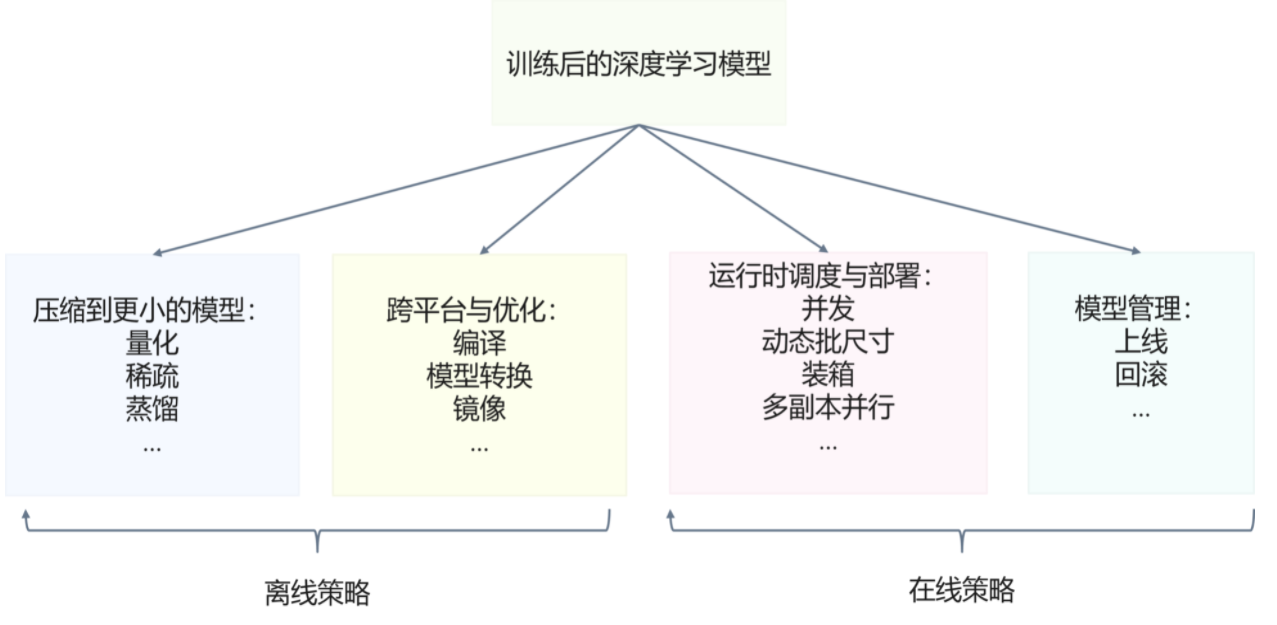 训练后的深度学习模型
压缩到更小的模型：
量化
稀疏
蒸馏
...
跨平台与优化：
编译
模型转换
镜像
...
运行时调度与部署：
并发
动态批尺寸
装箱
多副本并行
...
模型管理：
上线
回滚
...
离线策略
在线策略